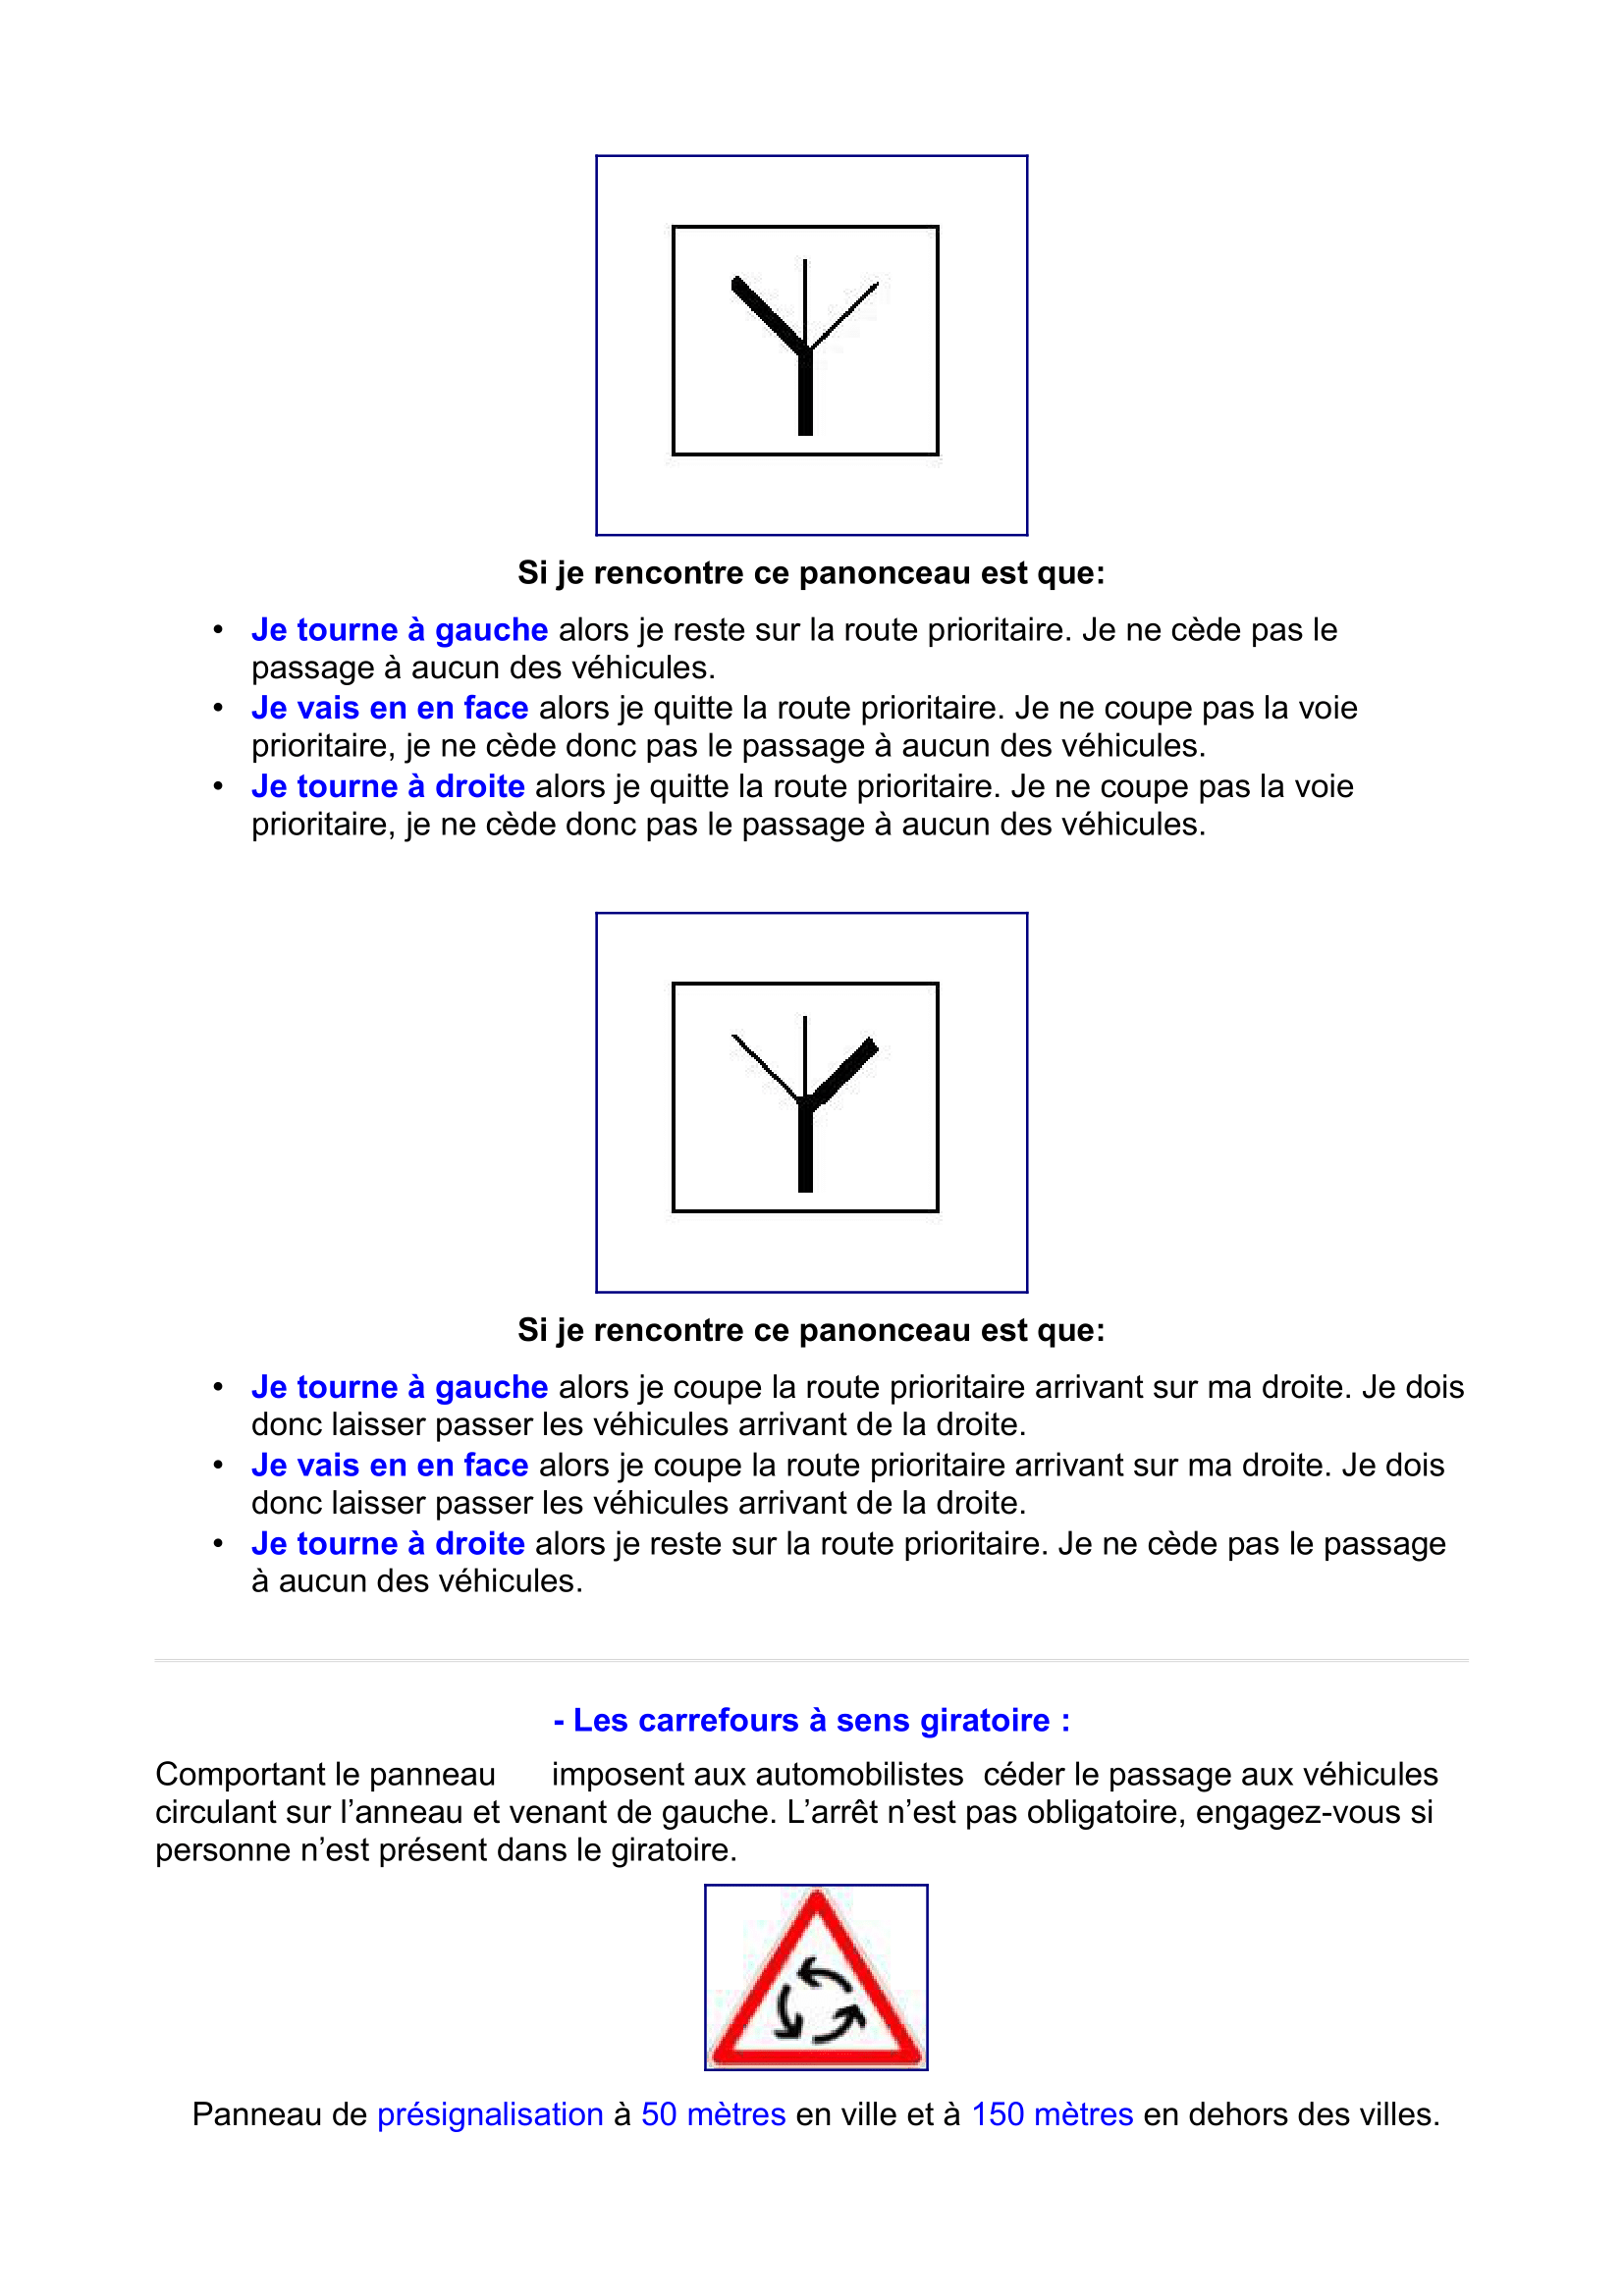 Si je rencontre ce panonceau est que:
• Je tourne à gauche alors je reste sur la route prioritaire. Je ne cède pas le
passage à aucun des véhicules.
• Je vais en en face alors je quitte la route prioritaire. Je ne coupe pas la voie
prioritaire, je ne cède donc pas le passage à aucun des véhicules.
• Je tourne à droite alors je quitte la route prioritaire. Je ne coupe pas la voie
prioritaire, je ne cède donc pas le passage à aucun des véhicules.
Si je rencontre ce panonceau est que:
• Je tourne à gauche alors je coupe la route prioritaire arrivant sur ma droite. Je dois
donc laisser passer les véhicules arrivant de la droite.
• Je vais en en face alors je coupe la route prioritaire arrivant sur ma droite. Je dois
donc laisser passer les véhicules arrivant de la droite.
• Je tourne à droite alors je reste sur la route prioritaire. Je ne cède pas le passage
à aucun des véhicules.
- Les carrefours à sens giratoire :
Comportant le panneau imposent aux automobilistes céder le passage aux véhicules
circulant sur l’anneau et venant de gauche. L’arrêt n’est pas obligatoire, engagez-vous si
personne n’est présent dans le giratoire.
Panneau de présignalisation à 50 mètres en ville et à 150 mètres en dehors des villes.